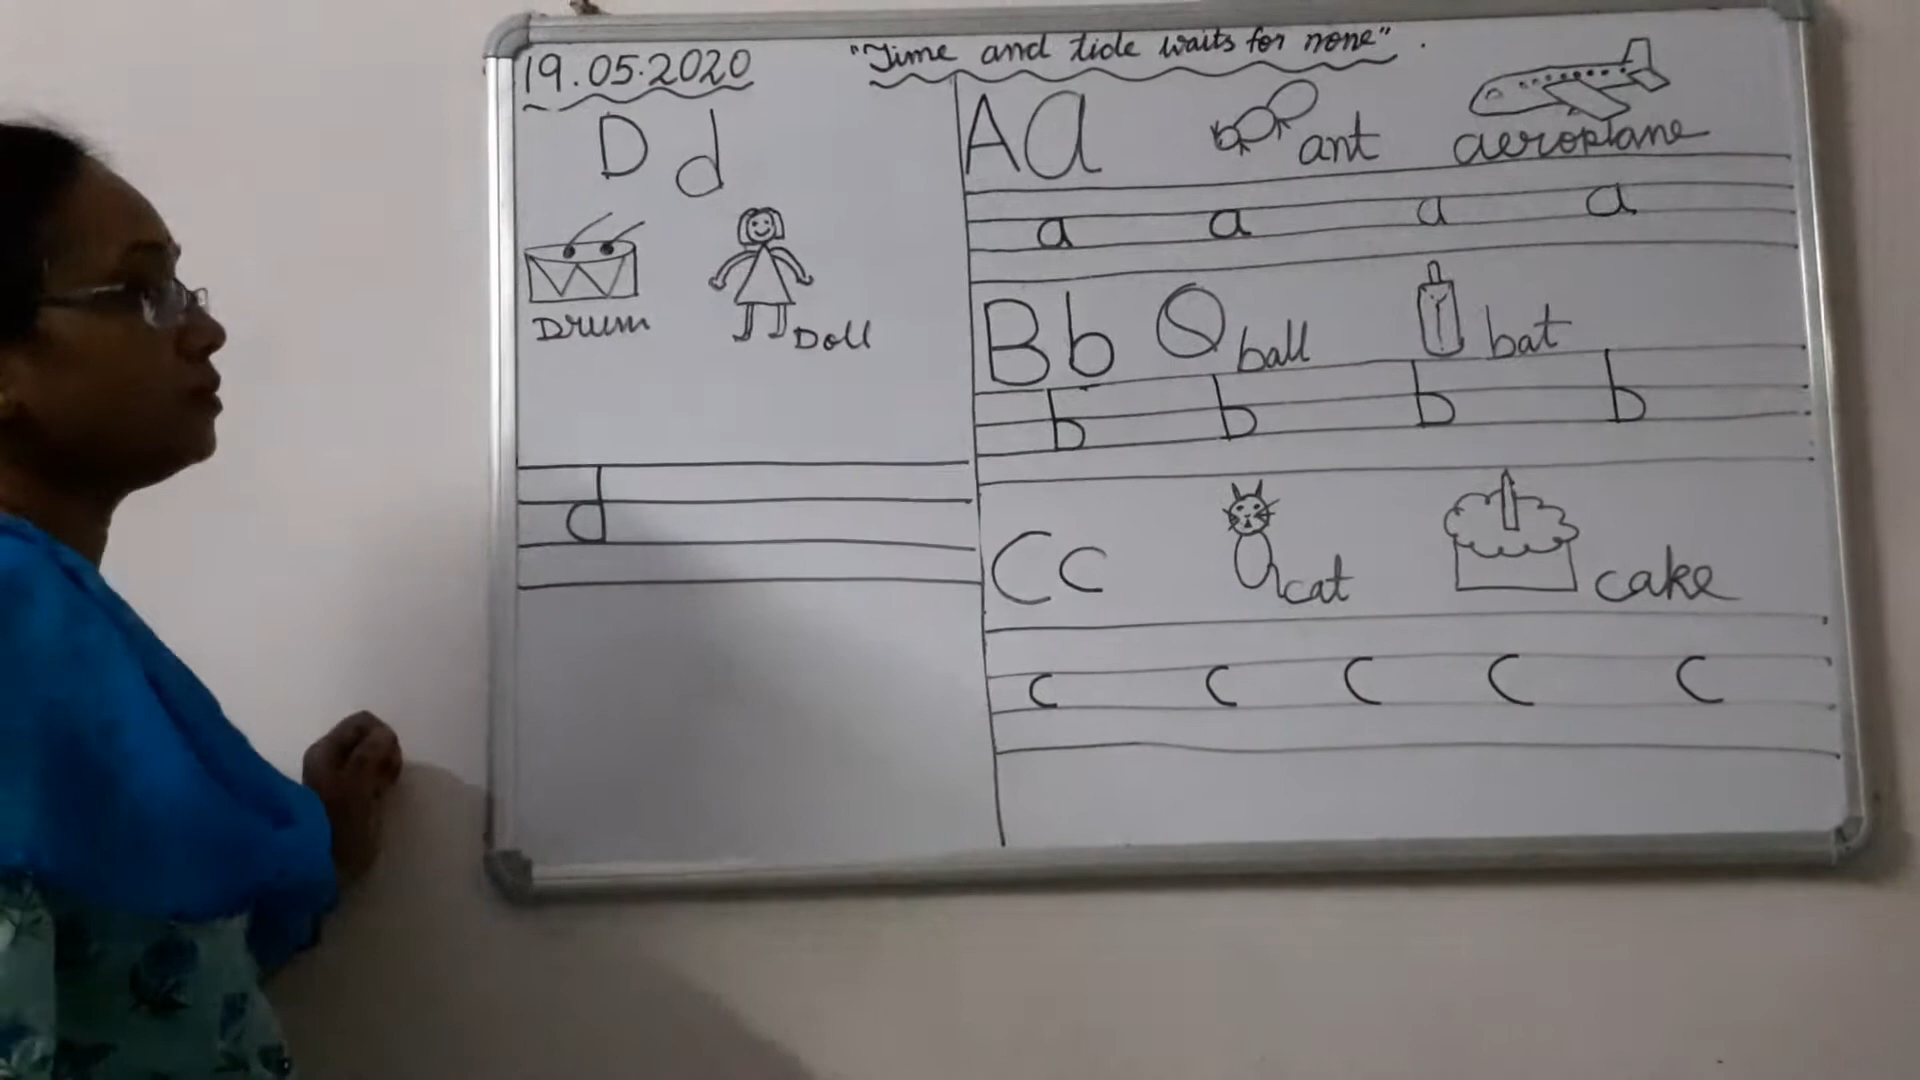 19.05.2020
"Time and tide waits for none".
D d
Drum
Doll
d
A a
ant
aeroplane
a a a a
B b
ball
bat
b b b b
C c
cat
cake
c c c c c